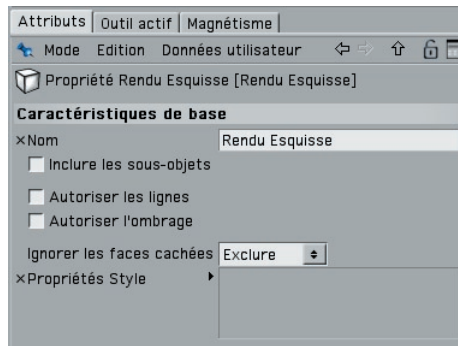 Attributs Outil actif Magnétisme
Mode Edition Données utilisateur
Propriété Rendu Esquisse [Rendu Esquisse]
Caractéristiques de base
×Nom Rendu Esquisse
Inclure les sous-objets
Autoriser les lignes
Autoriser l'ombrage
Ignorer les faces cachées Exclure
×Propriétés Style